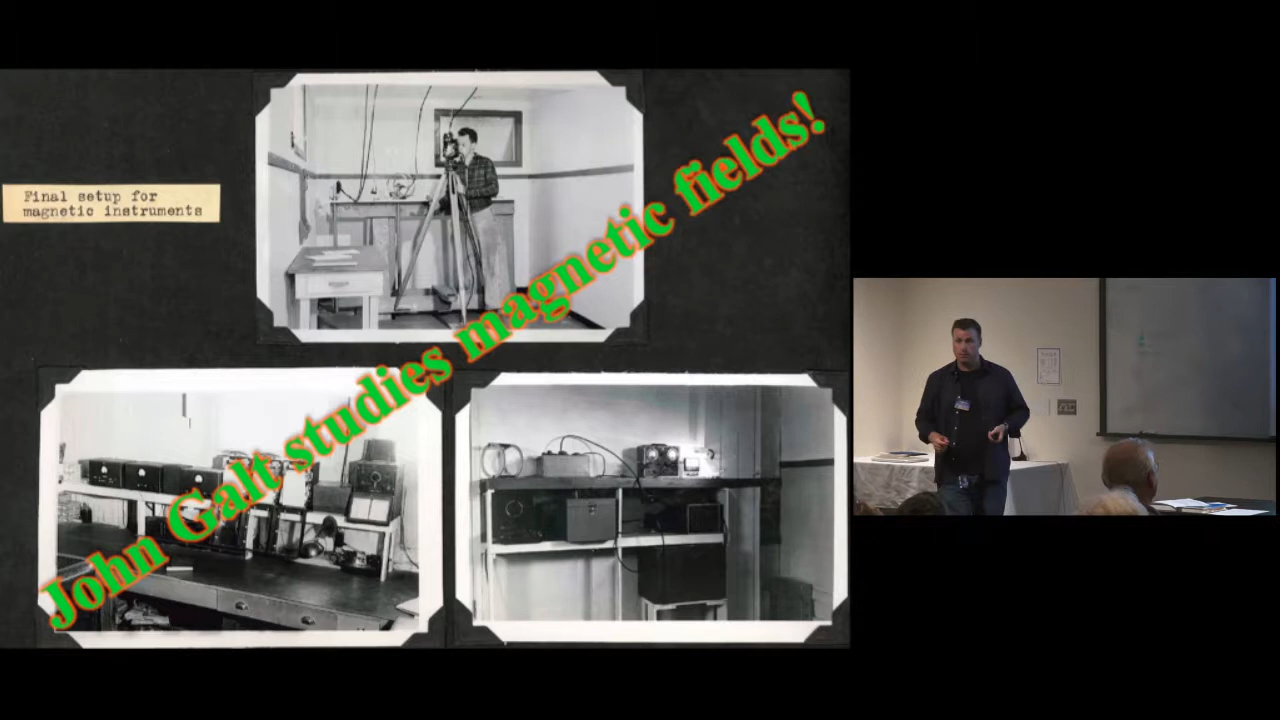 Final setup for
magnetic instruments
John Galt studies magnetic fields!